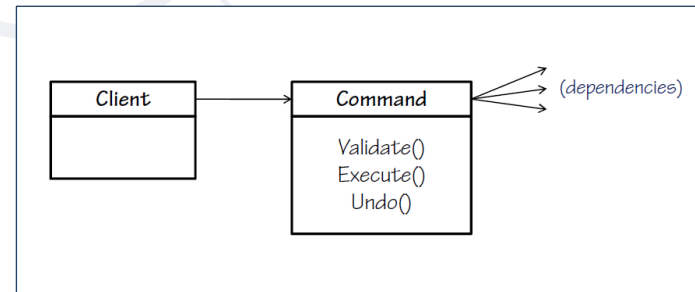 Client
Command
(dependencies)
Validate()
Execute()
Undo()